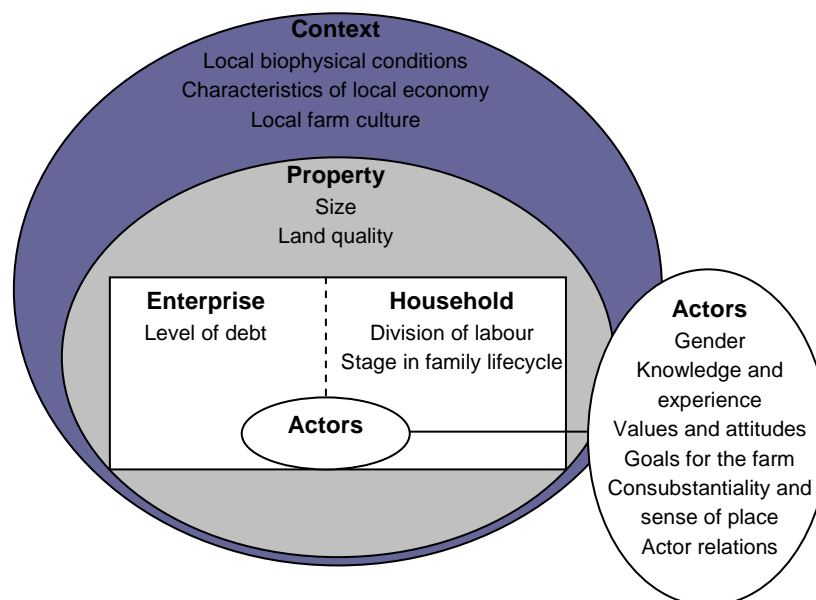 Context
Local biophysical conditions
Characteristics of local economy
Local farm culture
Property
Size
Land quality
Enterprise
Level of debt
Household
Division of labour
Stage in family lifecycle
Actors
Actors
Gender
Knowledge and
experience
Values and attitudes
Goals for the farm
Consubstantiality and
sense of place
Actor relations